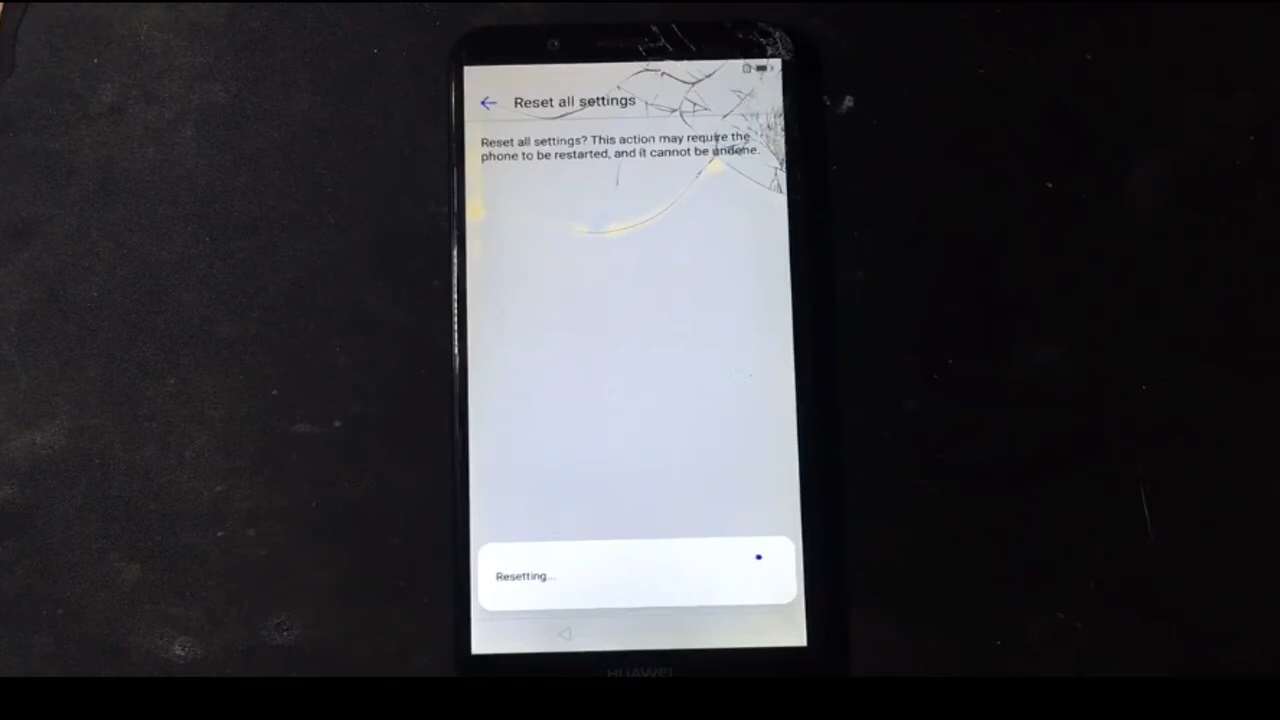 Reset all settings
Reset all settings? This action may require the
phone to be restarted, and it cannot be undone.
Resetting...
HUAWEI